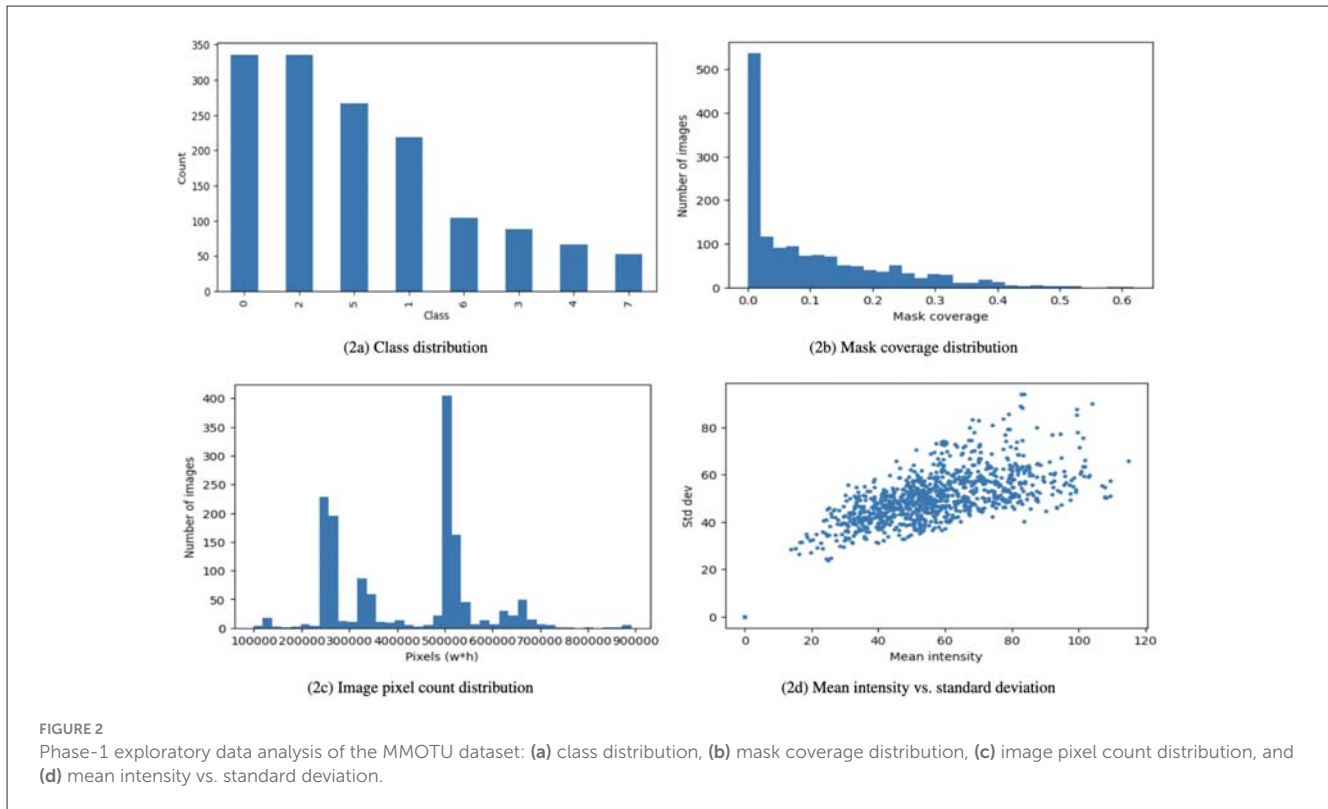 350
300
250
200
150
100
50
0
Count
0 2 5 1 6 3 4 7
Class
(2a) Class distribution
500
400
300
200
100
0
Number of images
0.0 0.1 0.2 0.3 0.4 0.5 0.6
Mask coverage
(2b) Mask coverage distribution
400
350
300
250
200
150
100
50
0
Number of images
100000 200000 300000 400000 500000 600000 700000 800000 900000
Pixels (w*h)
(2c) Image pixel count distribution
80
60
40
20
0
Std dev
0 20 40 60 80 100 120
Mean intensity
(2d) Mean intensity vs. standard deviation
FIGURE 2
Phase-1 exploratory data analysis of the MMOTU dataset: (a) class distribution, (b) mask coverage distribution, (c) image pixel count distribution, and
(d) mean intensity vs. standard deviation.